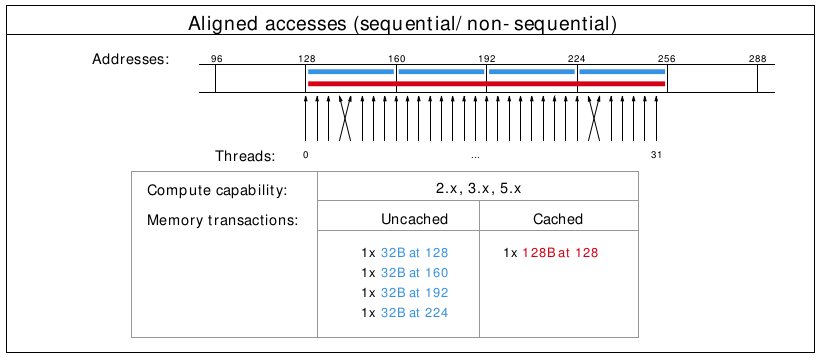 Aligned accesses (sequential/non-sequential)
Addresses: 96 128 160 192 224 256 288
Threads: 0 ... 31
Compute capability: 2.x, 3.x, 5.x
Memory transactions: Uncached Cached
1x 32B at 128 1x 128B at 128
1x 32B at 160
1x 32B at 192
1x 32B at 224